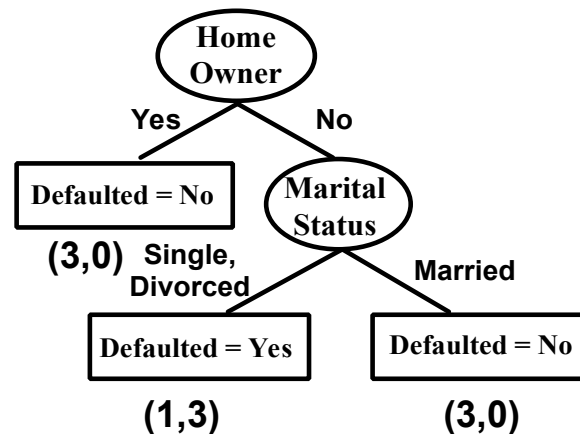 Home
Owner
Yes
No
Defaulted = No
Marital
Status
(3,0)
Single,
Divorced
Married
Defaulted = Yes
Defaulted = No
(1,3)
(3,0)